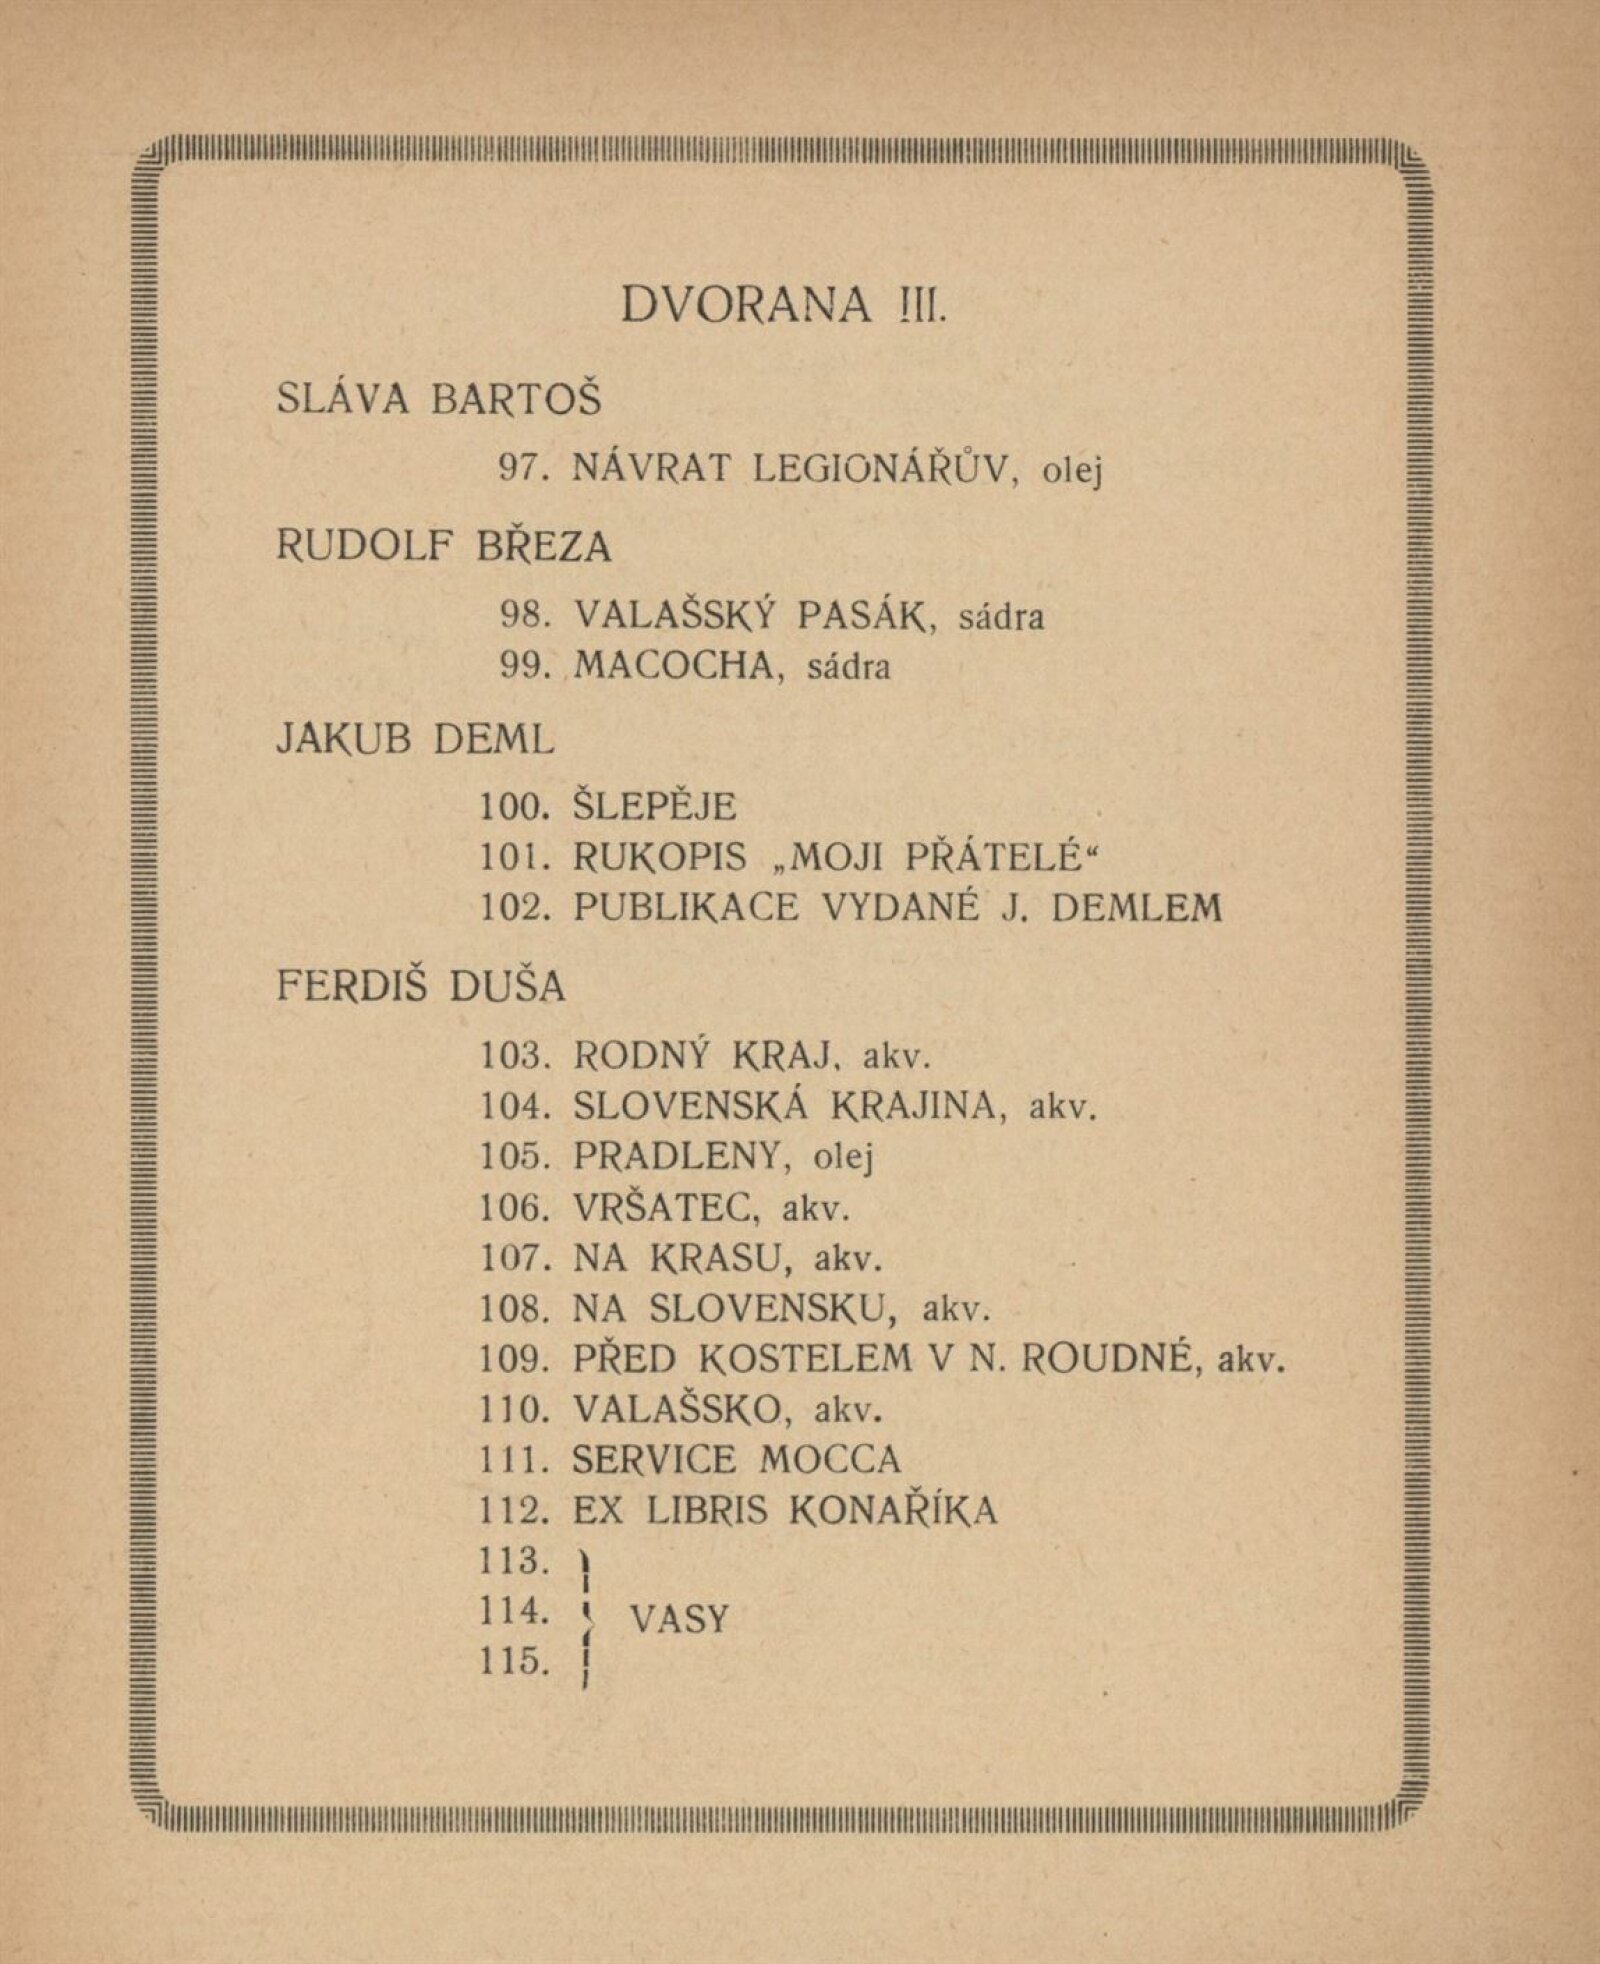 DVORANA III.
SLÁVA BARTOŠ
97. NÁVRAT LEGIONÁŘŮV, olej
RUDOLF BŘEZA
98. VALAŠSKÝ PASÁK, sádra
99. MACOCHA, sádra
JAKUB DEML
100. ŠLEPĚJE
101. RUKOPIS „MOJI PŘÁTELÉ“
102. PUBLIKACE VYDANÉ J. DEMLEM
FERDIŠ DUŠA
103. RODNÝ KRAJ, akv.
104. SLOVENSKÁ KRAJINA, akv.
105. PRADLENY, olej
106. VRŠATEC, akv.
107. NA KRASU, akv.
108. NA SLOVENSKU, akv.
109. PŘED KOSTELEM V N. ROUDNÉ, akv.
110. VALAŠSKO, akv.
111. SERVICE MOCCA
112. EX LIBRIS KONAŘÍKA
113.
114. } VASY
115.